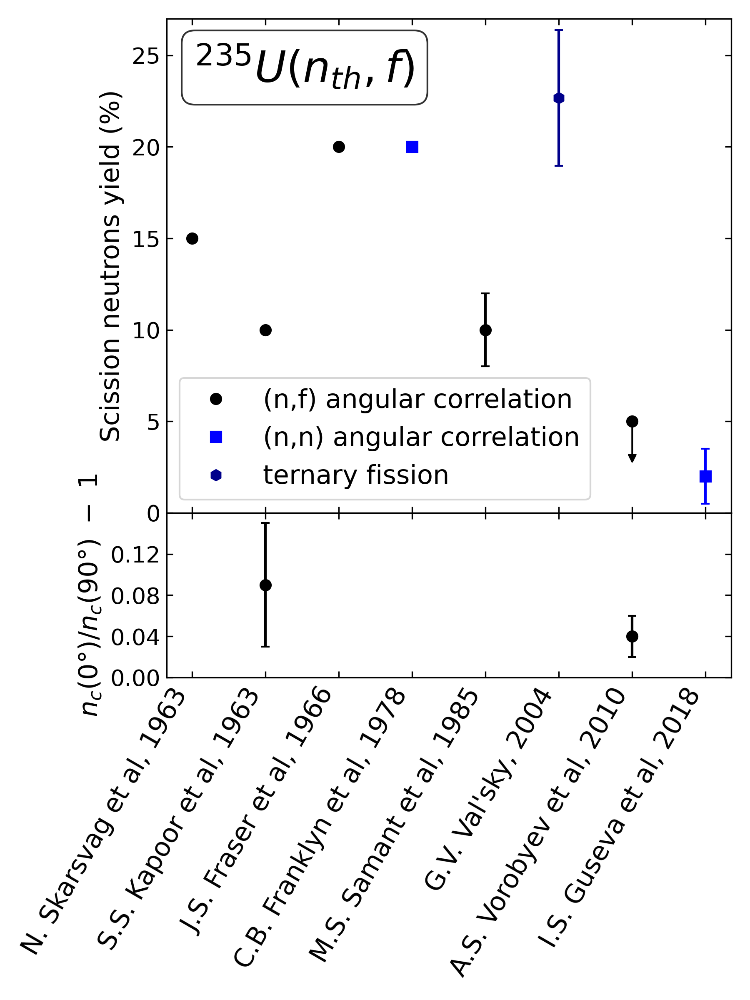 ²³⁵U(nₜₕ, f)
Scission neutrons yield (%)
25
20
15
10
5
0
(n,f) angular correlation
(n,n) angular correlation
ternary fission
n_c(0°)/n_c(90°) − 1
0.12
0.08
0.04
0.00
N. Skarsvag et al, 1963
S.S. Kapoor et al, 1963
J.S. Fraser et al, 1966
C.B. Franklyn et al, 1978
M.S. Samant et al, 1985
G.V. Val'sky, 2004
A.S. Vorobyev et al, 2010
I.S. Guseva et al, 2018